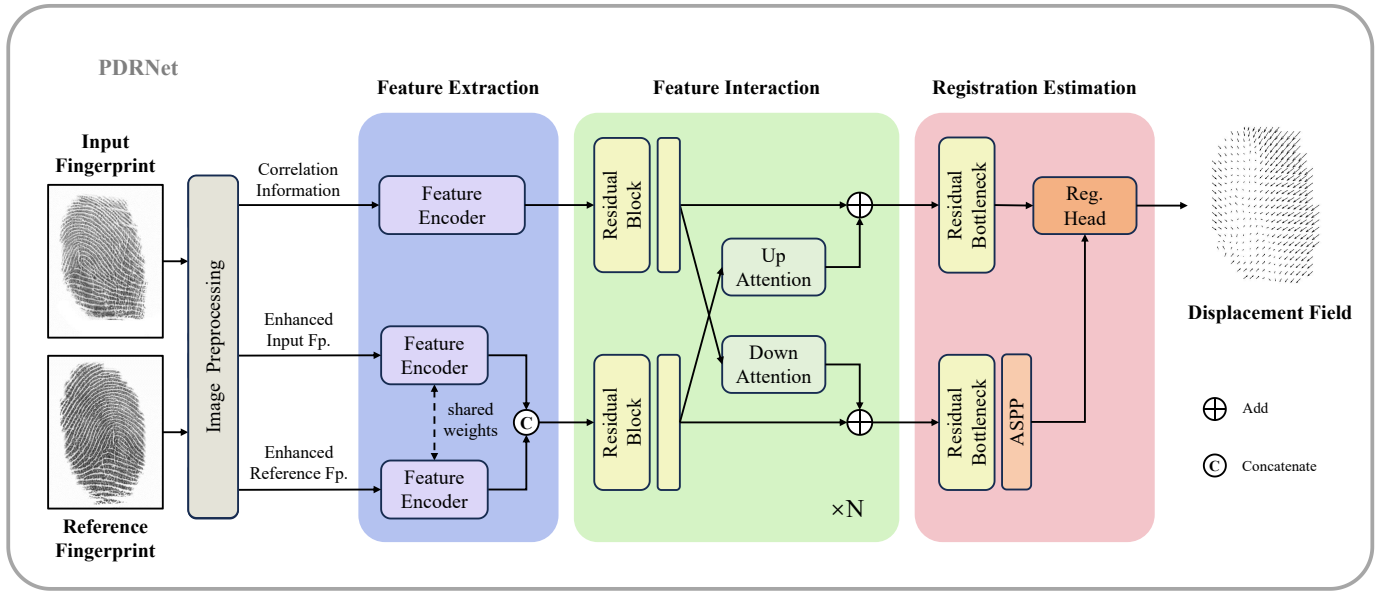 PDRNet
Feature Extraction
Feature Interaction
Registration Estimation
Input
Fingerprint
Reference
Fingerprint
Image Preprocessing
Correlation
Information
Enhanced
Input Fp.
Enhanced
Reference Fp.
Feature
Encoder
Feature
Encoder
shared
weights
Feature
Encoder
C
Residual
Block
Residual
Block
Up
Attention
Down
Attention
×N
Residual
Bottleneck
Residual
Bottleneck
ASPP
Reg.
Head
Displacement Field
Add
C
Concatenate